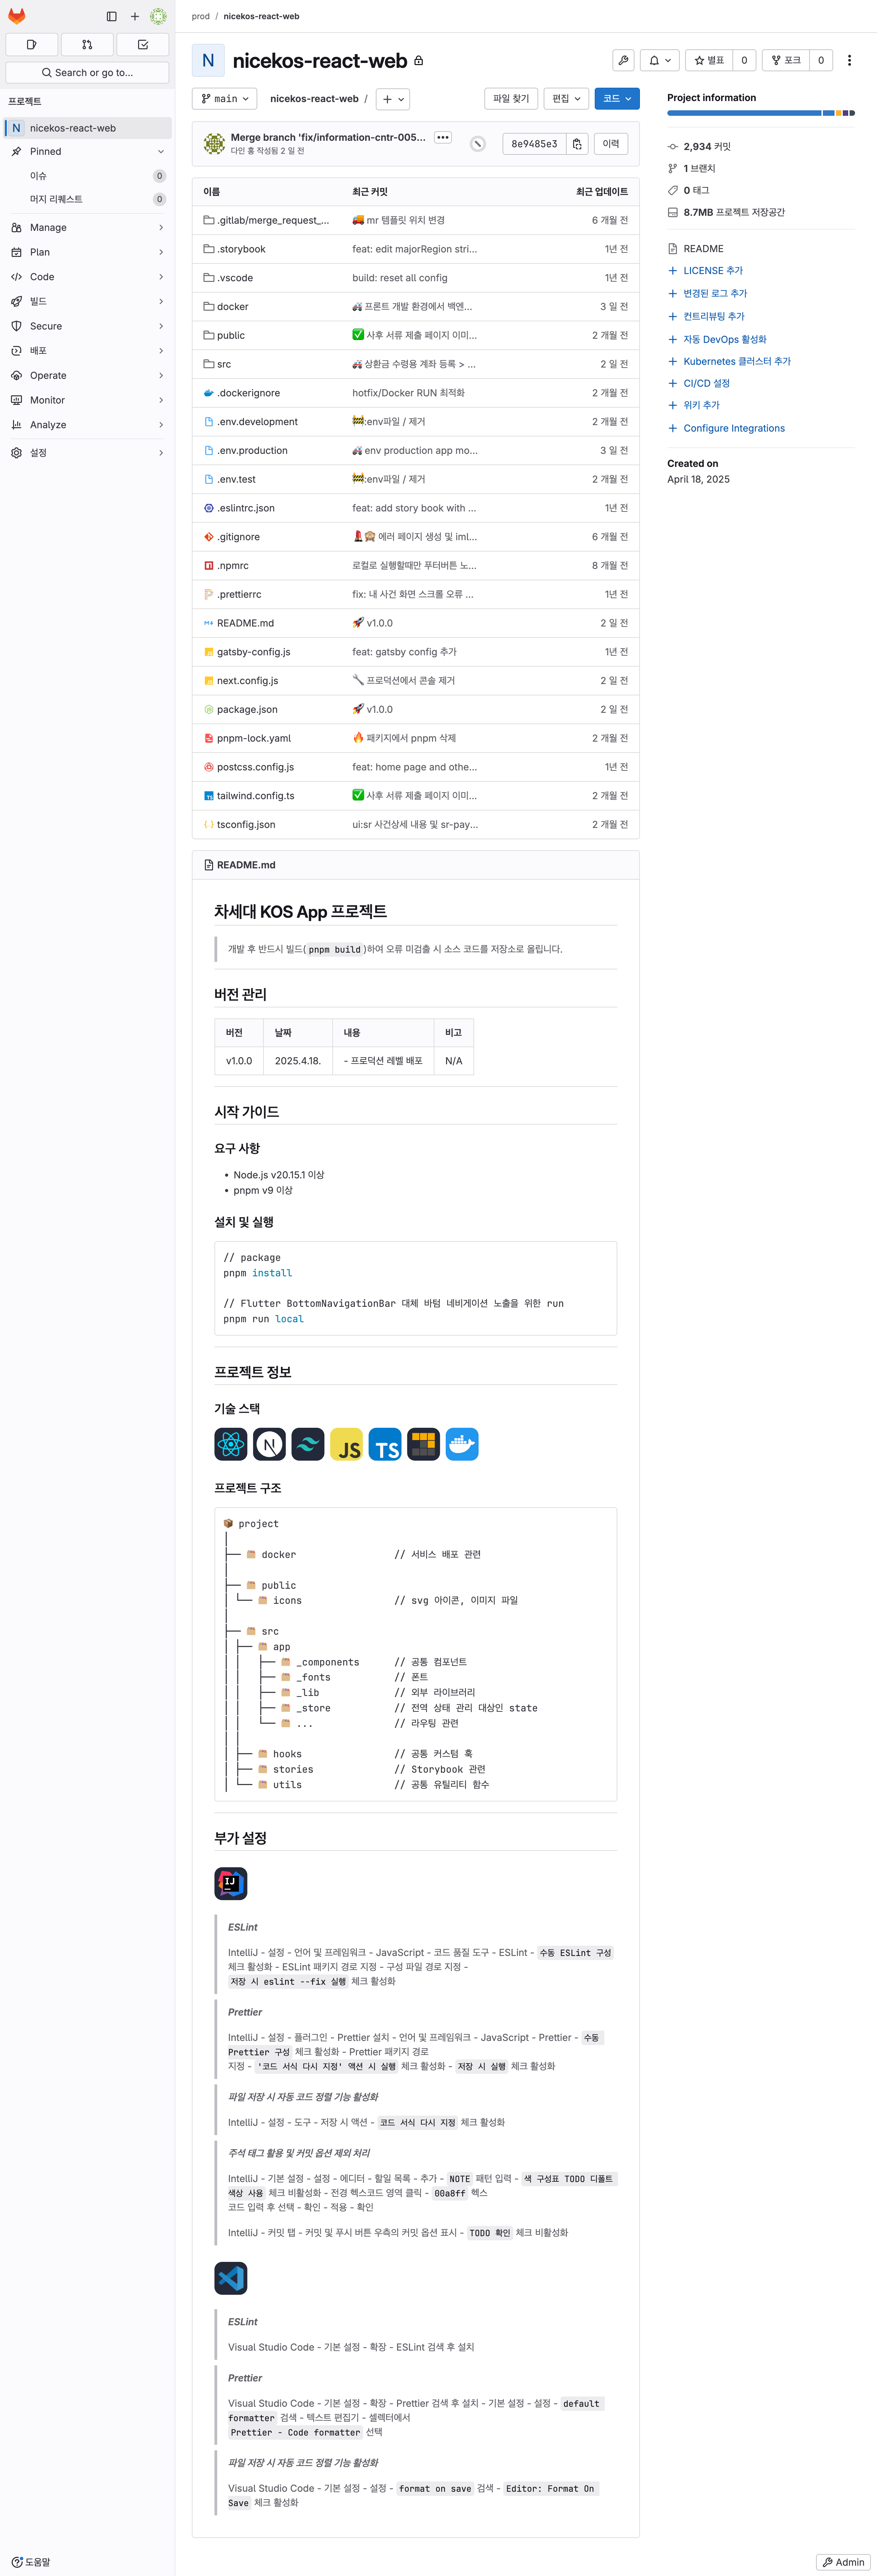 prod / nicekos-react-web
Search or go to...
프로젝트
N nicekos-react-web
Pinned
이슈 0
머지 리퀘스트 0
Manage
Plan
Code
빌드
Secure
배포
Operate
Monitor
Analyze
설정
N nicekos-react-web
별표 0
포크 0
main
nicekos-react-web /
파일 찾기
편집
코드
Merge branch 'fix/information-cntr-005...
다인 홍 작성됨 2 일 전
8e9485e3
이력
이름 최근 커밋 최근 업데이트
.gitlab/merge_request_... 🚚 mr 템플릿 위치 변경 6 개월 전
.storybook feat: edit majorRegion stri... 1년 전
.vscode build: reset all config 1년 전
docker 🚑 프론트 개발 환경에서 백엔... 3 일 전
public ✅ 사후 서류 제출 페이지 이미... 2 개월 전
src 🚑 상환금 수령용 계좌 등록 > ... 2 일 전
.dockerignore hotfix/Docker RUN 최적화 2 개월 전
.env.development 🚧:env파일 / 제거 2 개월 전
.env.production 🚑 env production app mo... 3 일 전
.env.test 🚧:env파일 / 제거 2 개월 전
.eslintrc.json feat: add story book with ... 1년 전
.gitignore 💄🙈 에러 페이지 생성 및 iml... 6 개월 전
.npmrc 로컬로 실행할때만 푸터버튼 노... 8 개월 전
.prettierrc fix: 내 사건 화면 스크롤 오류 ... 1년 전
README.md 🚀 v1.0.0 2 일 전
gatsby-config.js feat: gatsby config 추가 1년 전
next.config.js 🔧 프로덕션에서 콘솔 제거 2 일 전
package.json 🚀 v1.0.0 2 일 전
pnpm-lock.yaml 🔥 패키지에서 pnpm 삭제 2 개월 전
postcss.config.js feat: home page and othe... 1년 전
tailwind.config.ts ✅ 사후 서류 제출 페이지 이미... 2 개월 전
tsconfig.json ui:sr 사건상세 내용 및 sr-pay... 2 개월 전
Project information
2,934 커밋
1 브랜치
0 태그
8.7MB 프로젝트 저장공간
README
LICENSE 추가
변경된 로그 추가
컨트리뷰팅 추가
자동 DevOps 활성화
Kubernetes 클러스터 추가
CI/CD 설정
위키 추가
Configure Integrations
Created on
April 18, 2025
README.md
차세대 KOS App 프로젝트
개발 후 반드시 빌드( pnpm build )하여 오류 미검출 시 소스 코드를 저장소로 올립니다.
버전 관리
버전 날짜 내용 비고
v1.0.0 2025.4.18. - 프로덕션 레벨 배포 N/A
시작 가이드
요구 사항
• Node.js v20.15.1 이상
• pnpm v9 이상
설치 및 실행
// package
pnpm install
// Flutter BottomNavigationBar 대체 바텀 네비게이션 노출을 위한 run
pnpm run local
프로젝트 정보
기술 스택
N JS TS
프로젝트 구조
📦 project
│
├── docker // 서비스 배포 관련
│
├── public
│ └── icons // svg 아이콘, 이미지 파일
│
├── src
│ ├── app
│ │ ├── _components // 공통 컴포넌트
│ │ ├── _fonts // 폰트
│ │ ├── _lib // 외부 라이브러리
│ │ ├── _store // 전역 상태 관리 대상인 state
│ │ └── ... // 라우팅 관련
│ │
│ ├── hooks // 공통 커스텀 훅
│ ├── stories // Storybook 관련
│ └── utils // 공통 유틸리티 함수
부가 설정
IJ
ESLint
IntelliJ - 설정 - 언어 및 프레임워크 - JavaScript - 코드 품질 도구 - ESLint - 수동 ESLint 구성
체크 활성화 - ESLint 패키지 경로 지정 - 구성 파일 경로 지정 -
저장 시 eslint --fix 실행 체크 활성화
Prettier
IntelliJ - 설정 - 플러그인 - Prettier 설치 - 언어 및 프레임워크 - JavaScript - Prettier - 수동
Prettier 구성 체크 활성화 - Prettier 패키지 경로
지정 - '코드 서식 다시 지정' 액션 시 실행 체크 활성화 - 저장 시 실행 체크 활성화
파일 저장 시 자동 코드 정렬 기능 활성화
IntelliJ - 설정 - 도구 - 저장 시 액션 - 코드 서식 다시 지정 체크 활성화
주석 태그 활용 및 커밋 옵션 제외 처리
IntelliJ - 기본 설정 - 설정 - 에디터 - 할일 목록 - 추가 - NOTE 패턴 입력 - 색 구성표 TODO 디폴트
색상 사용 체크 비활성화 - 전경 헥스코드 영역 클릭 - 00a8ff 헥스
코드 입력 후 선택 - 확인 - 적용 - 확인
IntelliJ - 커밋 탭 - 커밋 및 푸시 버튼 우측의 커밋 옵션 표시 - TODO 확인 체크 비활성화
ESLint
Visual Studio Code - 기본 설정 - 확장 - ESLint 검색 후 설치
Prettier
Visual Studio Code - 기본 설정 - 확장 - Prettier 검색 후 설치 - 기본 설정 - 설정 - default
formatter 검색 - 텍스트 편집기 - 셀렉터에서
Prettier - Code formatter 선택
파일 저장 시 자동 코드 정렬 기능 활성화
Visual Studio Code - 기본 설정 - 설정 - format on save 검색 - Editor: Format On
Save 체크 활성화
도움말
Admin